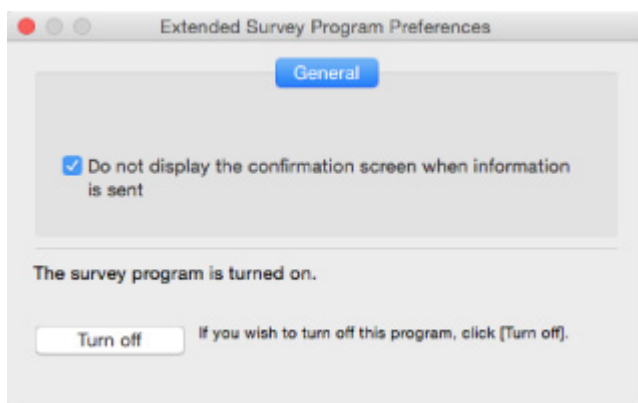 Extended Survey Program Preferences
General
Do not display the confirmation screen when information
is sent
The survey program is turned on.
Turn off
If you wish to turn off this program, click [Turn off].